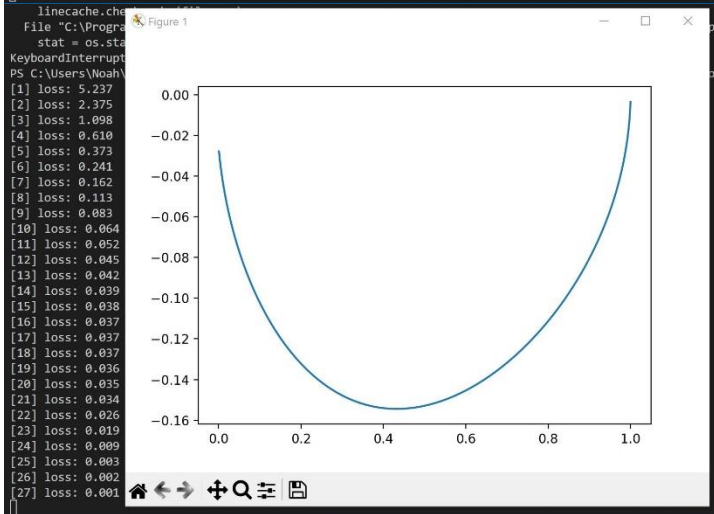 linecache.che
File "C:\Progra
stat = os.sta
KeyboardInterrupt
PS C:\Users\Noah\
[1] loss: 5.237
[2] loss: 2.375
[3] loss: 1.098
[4] loss: 0.610
[5] loss: 0.373
[6] loss: 0.241
[7] loss: 0.162
[8] loss: 0.113
[9] loss: 0.083
[10] loss: 0.064
[11] loss: 0.052
[12] loss: 0.045
[13] loss: 0.042
[14] loss: 0.039
[15] loss: 0.038
[16] loss: 0.037
[17] loss: 0.037
[18] loss: 0.037
[19] loss: 0.036
[20] loss: 0.035
[21] loss: 0.034
[22] loss: 0.026
[23] loss: 0.019
[24] loss: 0.009
[25] loss: 0.003
[26] loss: 0.002
[27] loss: 0.001
Figure 1
0.00
−0.02
−0.04
−0.06
−0.08
−0.10
−0.12
−0.14
−0.16
0.0 0.2 0.4 0.6 0.8 1.0